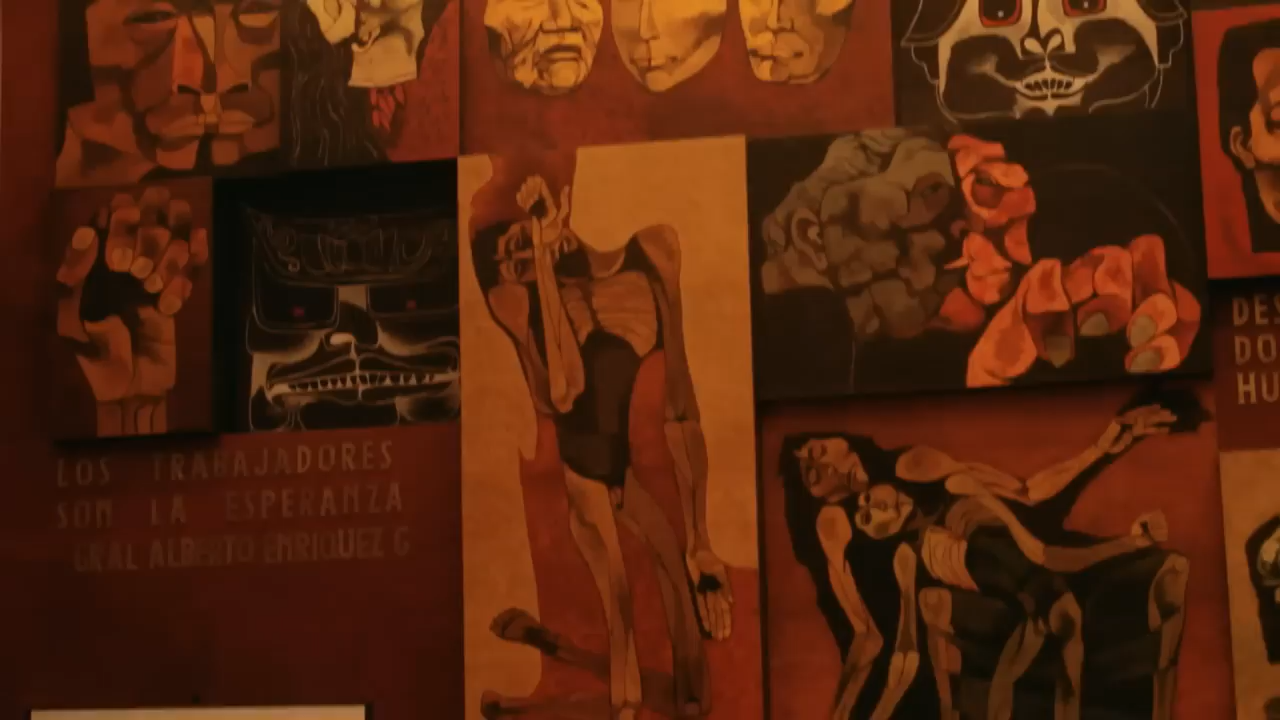 LOS TRABAJADORES
SON LA ESPERANZA
GRAL ALBERTO ENRIQUEZ G
DES
DO
HU